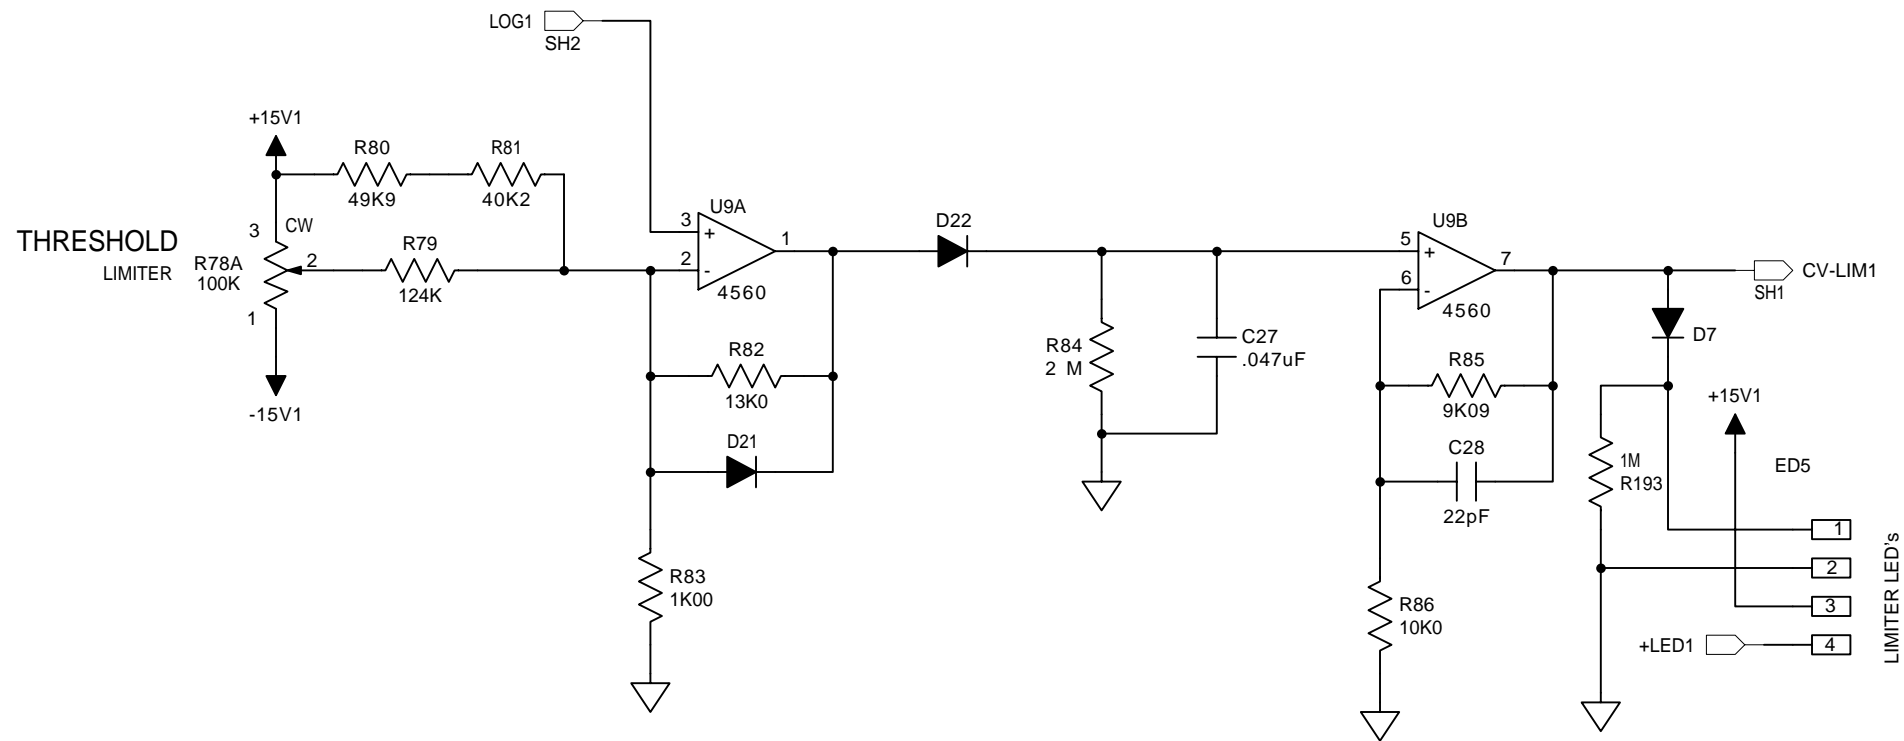 LOG1
SH2
+15V1
R80
49K9
R81
40K2
THRESHOLD
LIMITER
3
CW
R78A
100K
2
1
-15V1
R79
124K
U9A
3
+
2
-
1
4560
R82
13K0
D21
R83
1K00
D22
R84
2 M
C27
.047uF
U9B
5
+
6
-
7
4560
R85
9K09
C28
22pF
R86
10K0
CV-LIM1
SH1
D7
+15V1
1M
R193
ED5
1
2
3
4
+LED1
LIMITER LED's